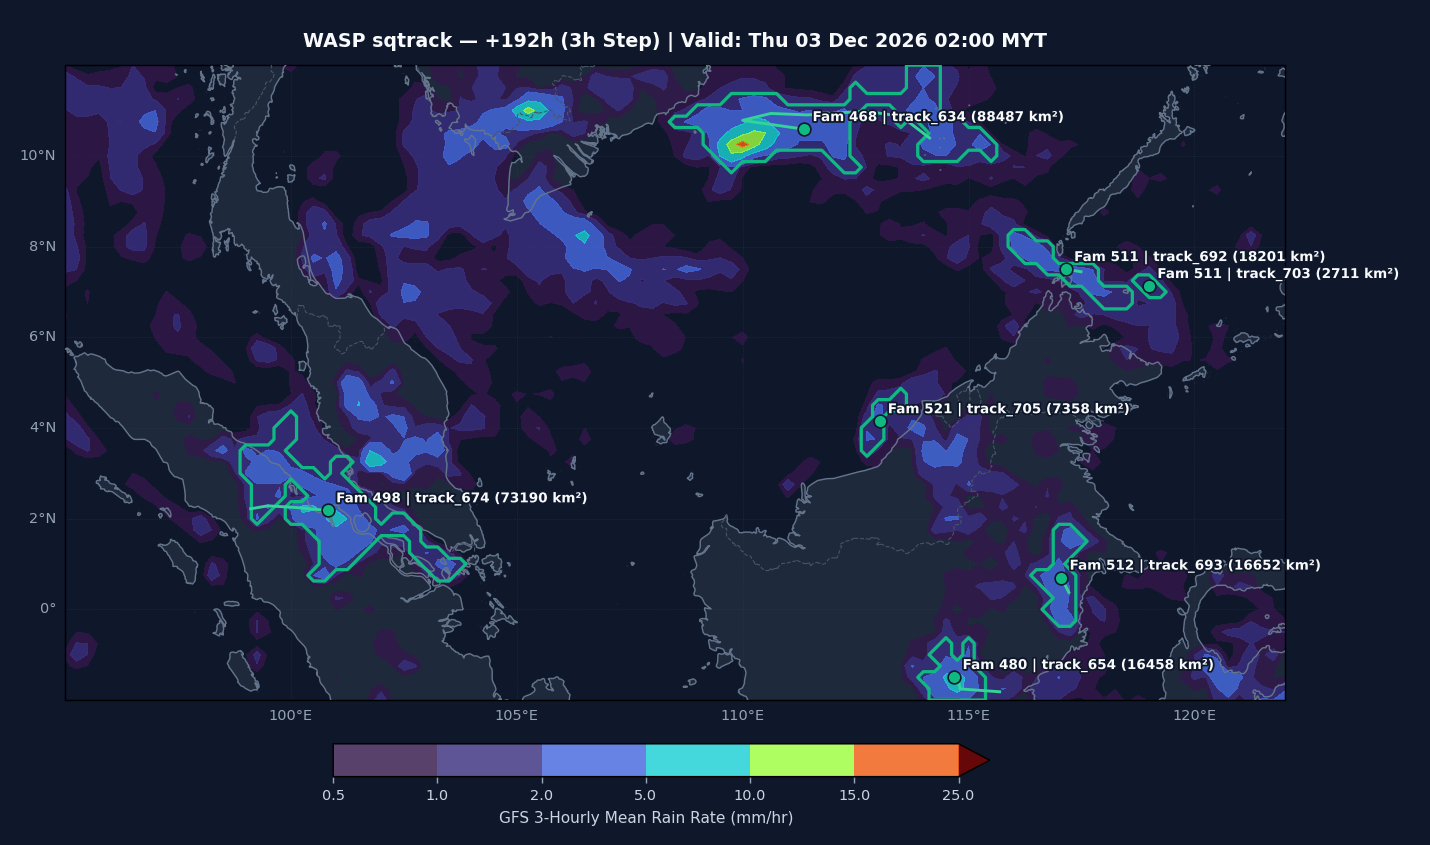 WASP sqtrack — +192h (3h Step) | Valid: Thu 03 Dec 2026 02:00 MYT
Fam 468 | track_634 (88487 km²)
10°N
8°N
Fam 511 | track_692 (18201 km²)
Fam 511 | track_703 (2711 km²)
6°N
4°N
Fam 521 | track_705 (7358 km²)
Fam 498 | track_674 (73190 km²)
2°N
Fam 512 | track_693 (16652 km²)
0°
Fam 480 | track_654 (16458 km²)
100°E 105°E 110°E 115°E 120°E
0.5 1.0 2.0 5.0 10.0 15.0 25.0
GFS 3-Hourly Mean Rain Rate (mm/hr)